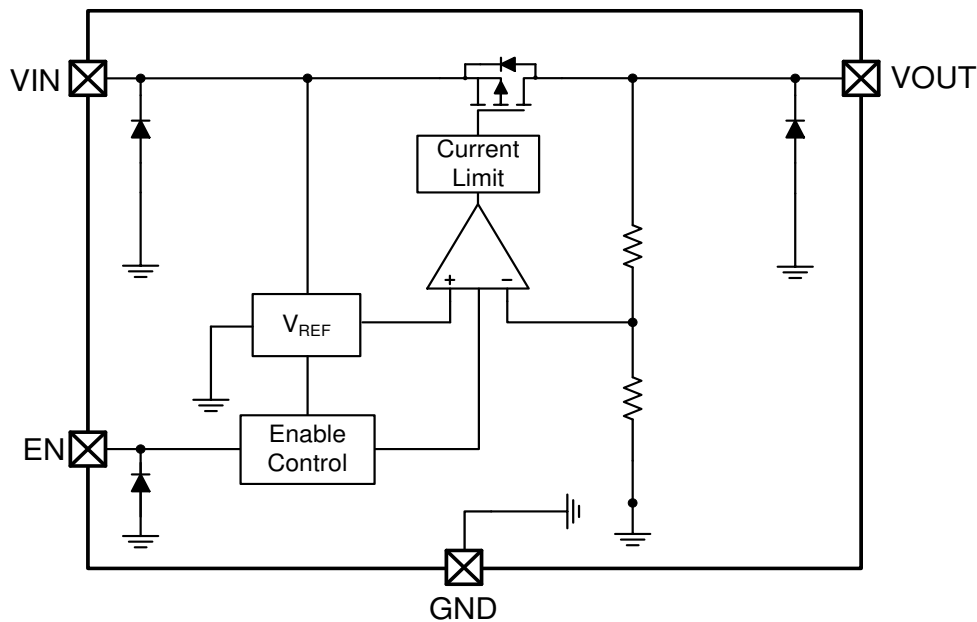 VIN
VOUT
Current
Limit
+ −
VREF
EN
Enable
Control
GND